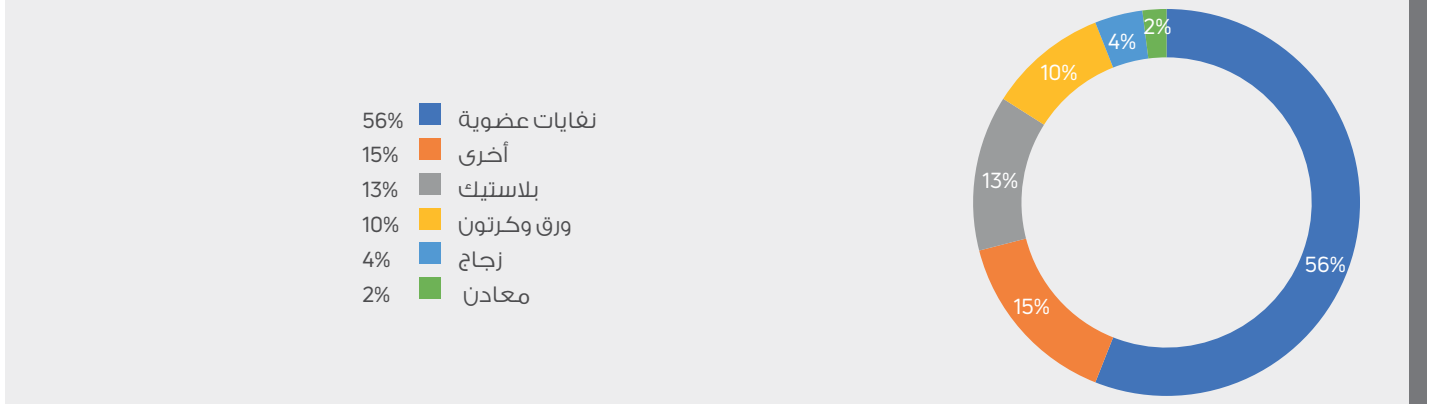 نفايات عضوية 56%
أخرى 15%
بلاستيك 13%
ورق وكرتون 10%
زجاج 4%
معادن 2%
2%
4%
10%
13%
15%
56%